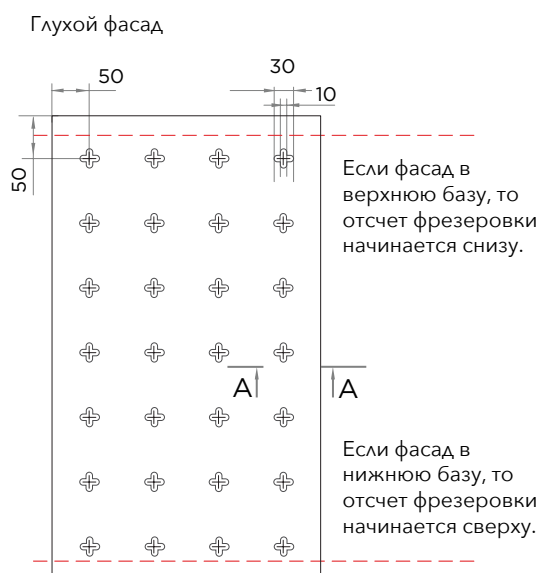 Глухой фасад
50
30
10
50
Если фасад в
верхнюю базу, то
отсчет фрезеровки
начинается снизу.
А
А
Если фасад в
нижнюю базу, то
отсчет фрезеровки
начинается сверху.